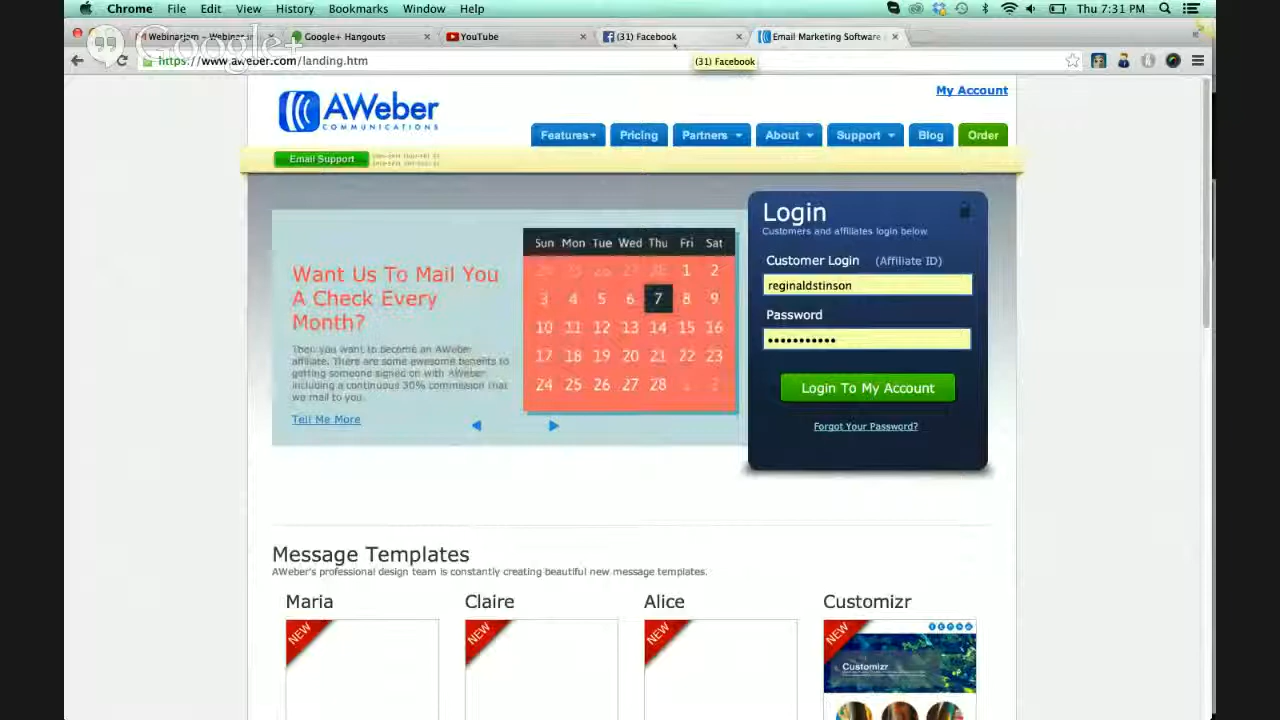 Chrome File Edit View History Bookmarks Window Help Thu 7:31 PM
Google+
Google+ Hangouts
YouTube
(31) Facebook
Email Marketing Software
https://www.aweber.com/landing.htm
(31) Facebook
AWeber
COMMUNICATIONS
My Account
Features Pricing Partners About Support Blog Order
Email Support
Want Us To Mail You
A Check Every
Month?
Then you want to become an AWeber
affiliate. There are some awesome benefits to
getting someone signed on with AWeber
including a continuous 30% commission that
we mail to you.
Tell Me More
Sun Mon Tue Wed Thu Fri Sat
1 2
3 4 5 6 7 8 9
10 11 12 13 14 15 16
17 18 19 20 21 22 23
24 25 26 27 28 1 2
Login
Customers and affiliates login below.
Customer Login (Affiliate ID)
reginaldstinson
Password
•••••••••••
Login To My Account
Forgot Your Password?
Message Templates
AWeber's professional design team is constantly creating beautiful new message templates.
Maria Claire Alice Customizr
NEW NEW NEW NEW
Customizr